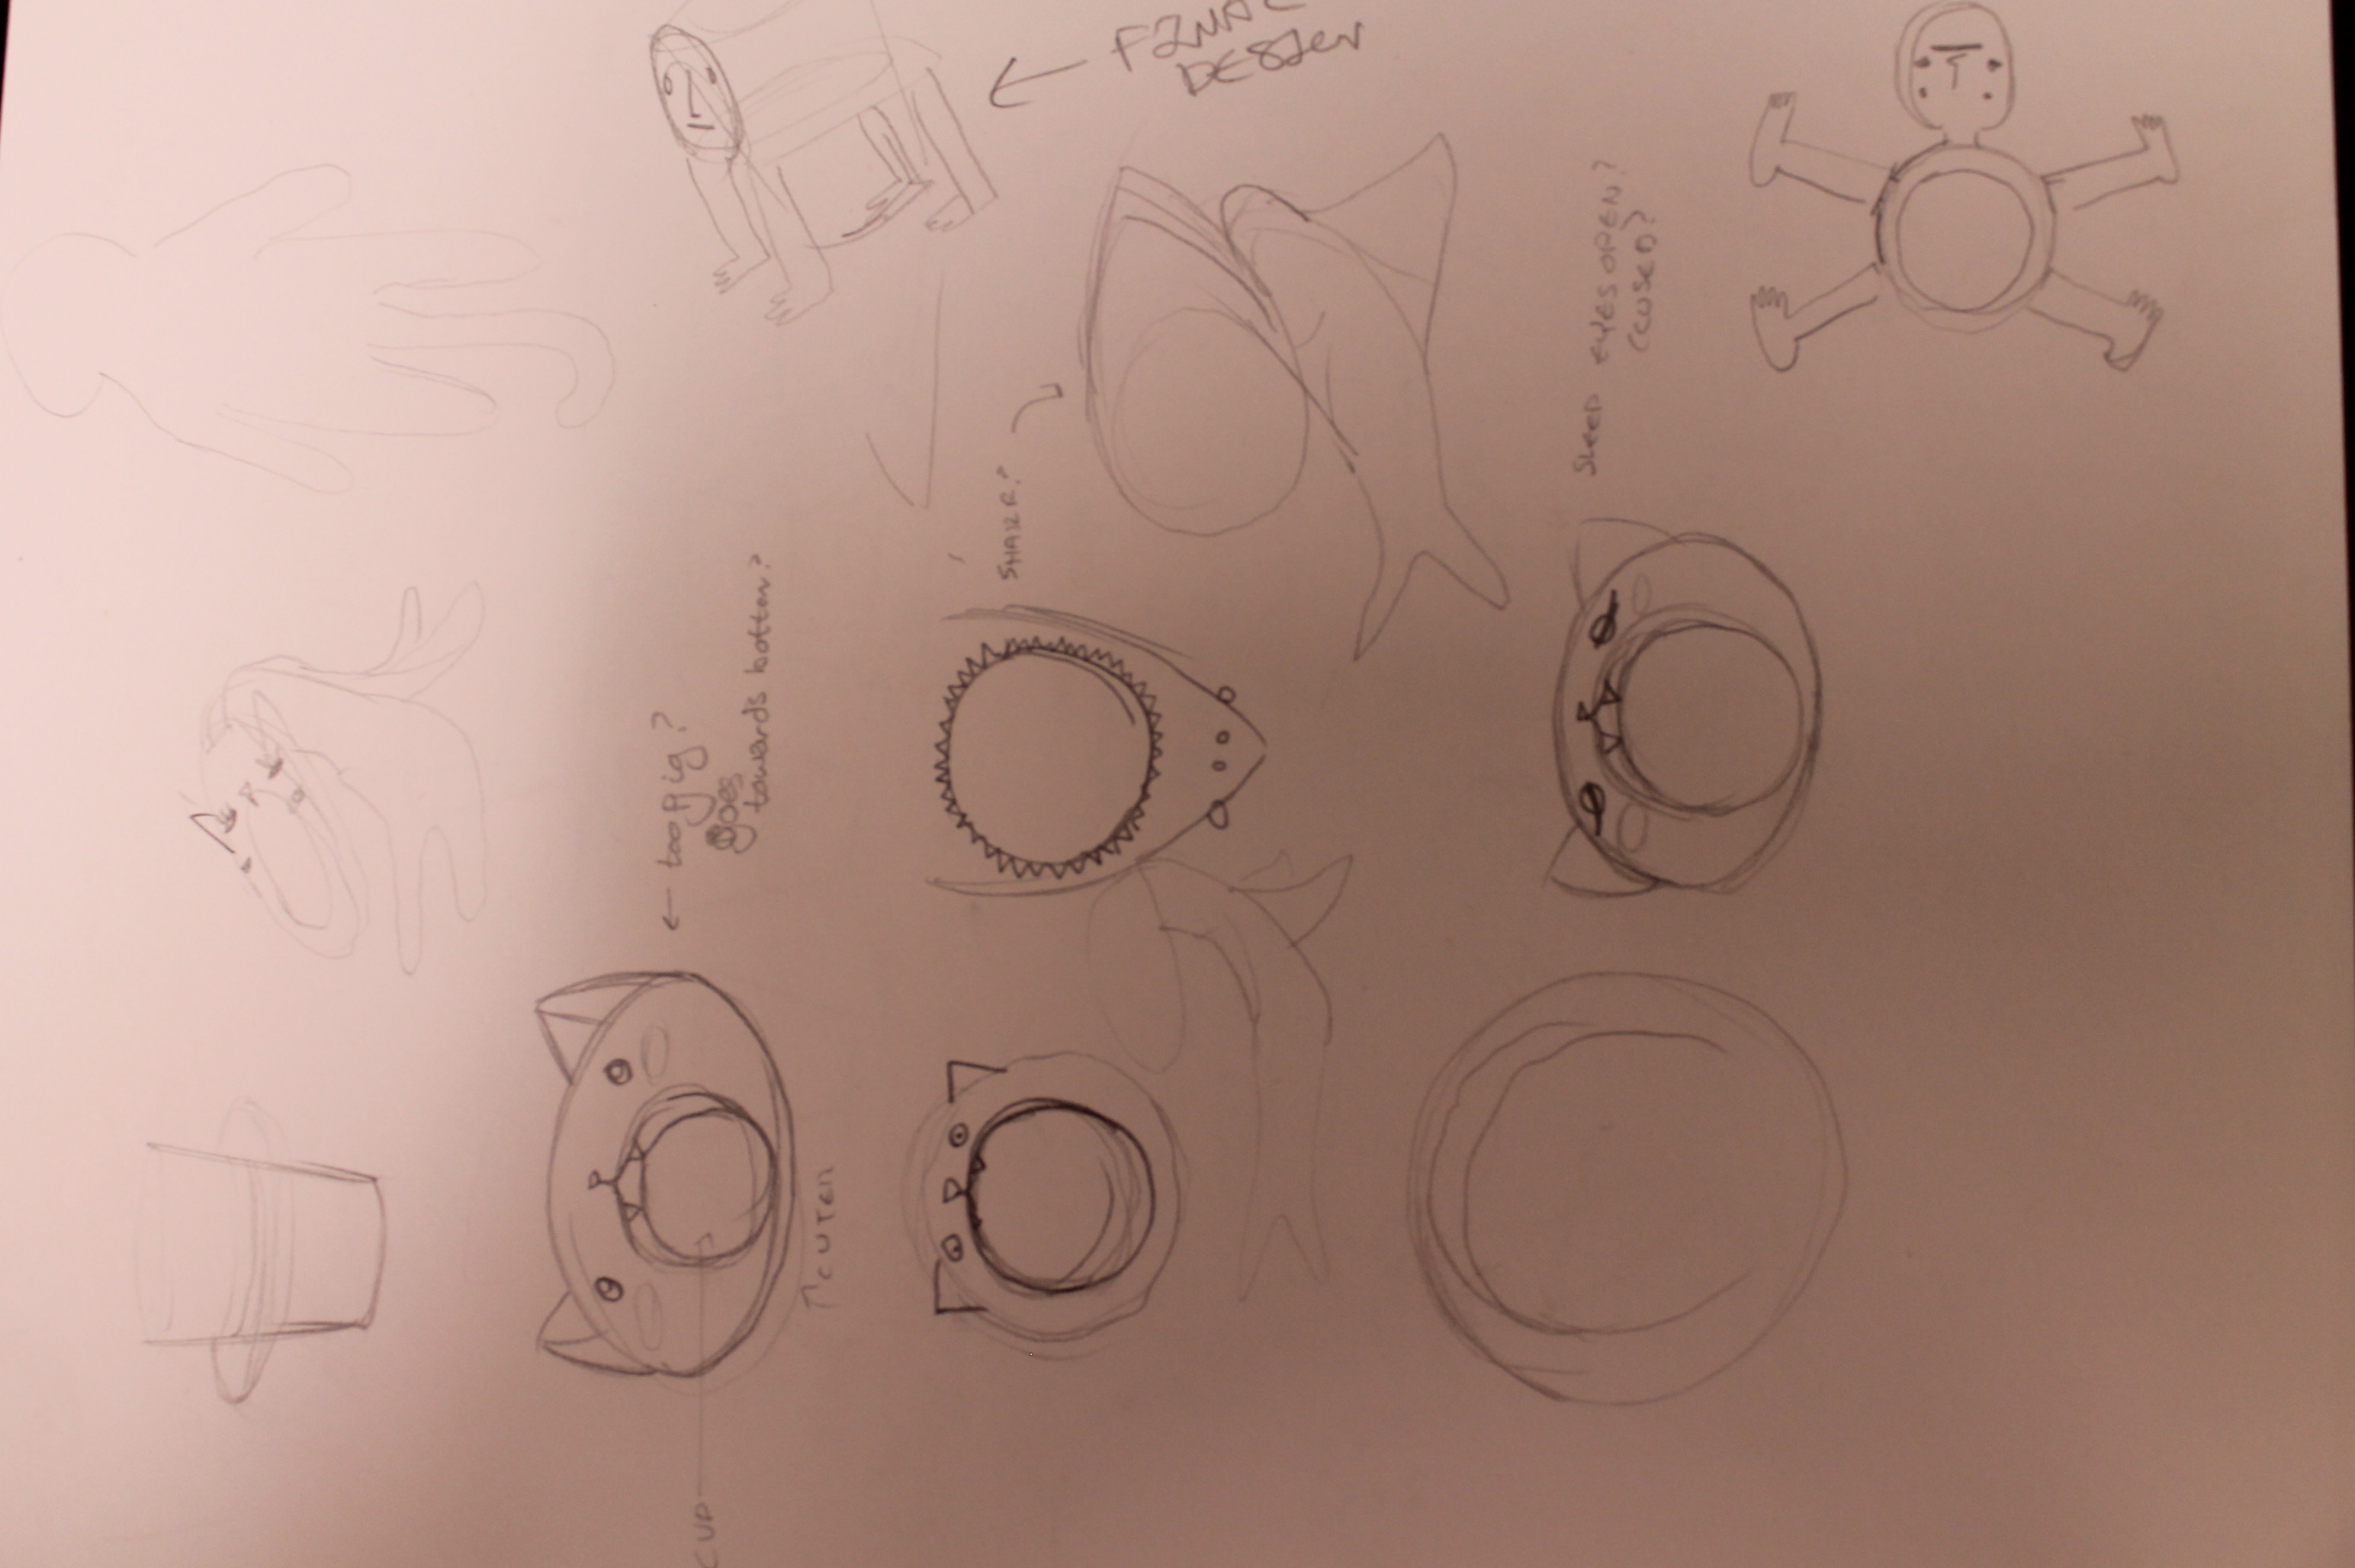 CUP
← too big?
goes
towards bottom?
↑ CUTER
SHARK?
← FINAL
DESIGN
SLEEP EYES OPEN?
CLOSED?